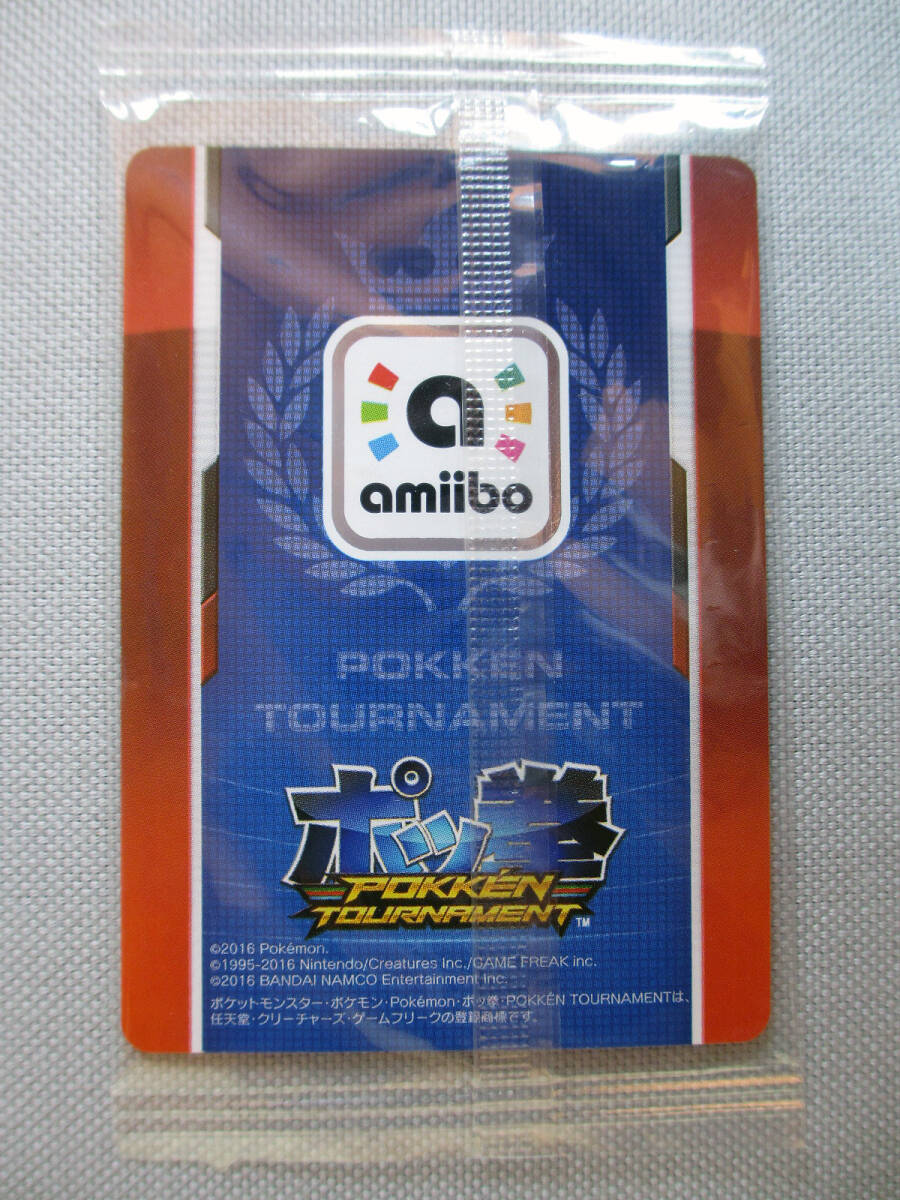 a
amiibo
POKKÉN
TOURNAMENT
ポッ拳
POKKÉN
TOURNAMENT™
©2016 Pokémon.
©1995-2016 Nintendo/Creatures Inc./GAME FREAK inc.
©2016 BANDAI NAMCO Entertainment Inc.
ポケットモンスター・ポケモン・Pokémon・ポッ拳・POKKÉN TOURNAMENTは、
任天堂・クリーチャーズ・ゲームフリークの登録商標です。